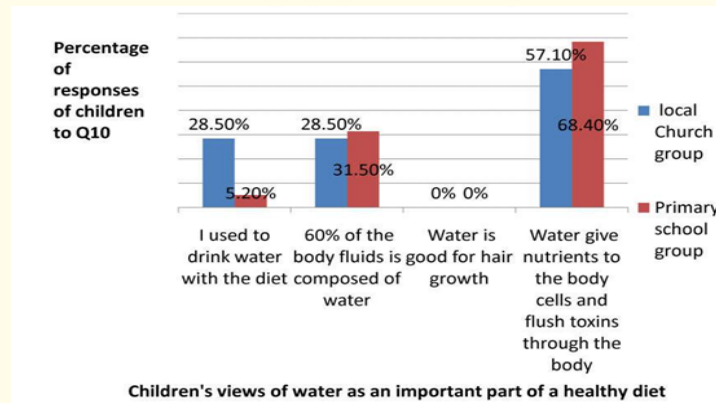 Percentage
of
responses
of children
to Q10
28.50%
5.20%
28.50%
31.50%
0% 0%
57.10%
68.40%
I used to
drink water
with the diet
60% of the
body fluids is
composed of
water
Water is
good for hair
growth
Water give
nutrients to
the body
cells and
flush toxins
through the
body
local
Church
group
Primary
school
group
Children's views of water as an important part of a healthy diet